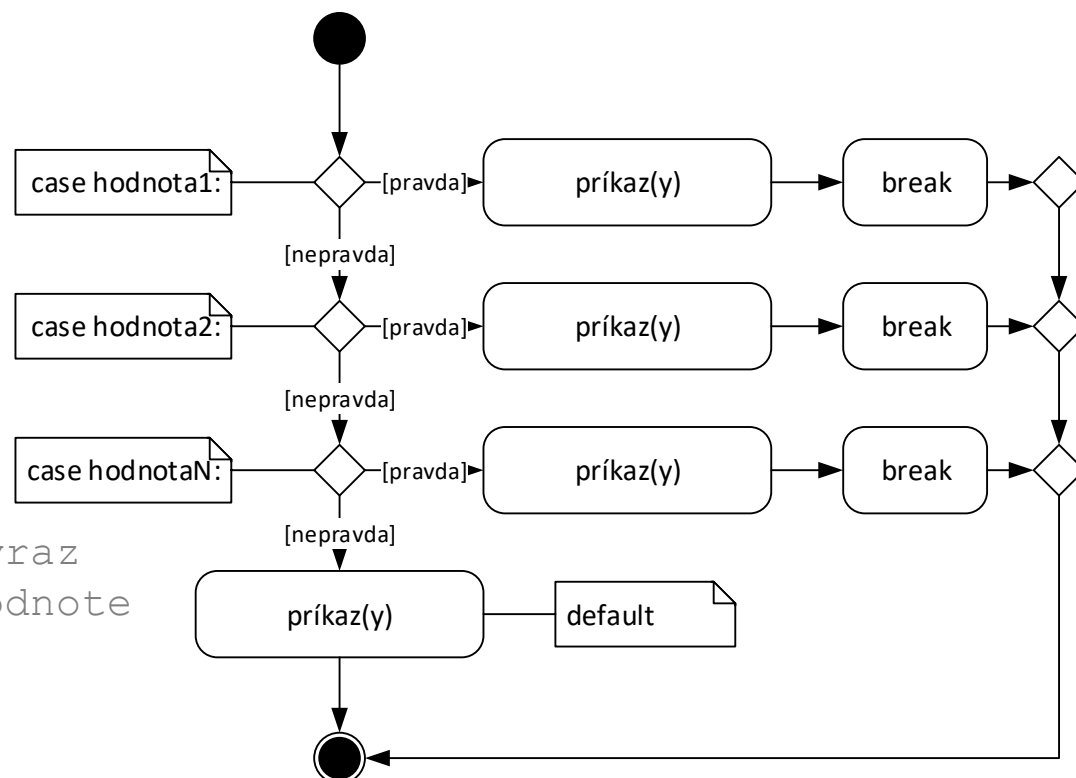 case hodnota1:
[pravda]
príkaz(y)
break
[nepravda]
case hodnota2:
[pravda]
príkaz(y)
break
[nepravda]
case hodnotaN:
[pravda]
príkaz(y)
break
[nepravda]
príkaz(y)
default